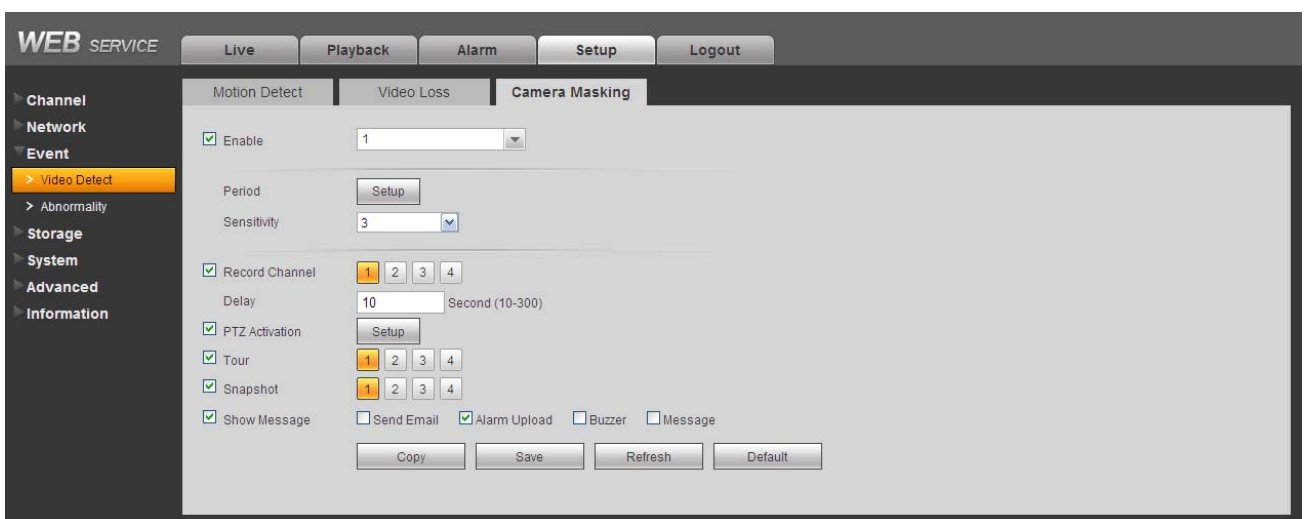 WEB SERVICE
Live Playback Alarm Setup Logout
Channel
Network
Event
> Video Detect
> Abnormality
Storage
System
Advanced
Information
Motion Detect Video Loss Camera Masking
Enable 1
Period Setup
Sensitivity 3
Record Channel 1 2 3 4
Delay 10 Second (10-300)
PTZ Activation Setup
Tour 1 2 3 4
Snapshot 1 2 3 4
Show Message Send Email Alarm Upload Buzzer Message
Copy Save Refresh Default